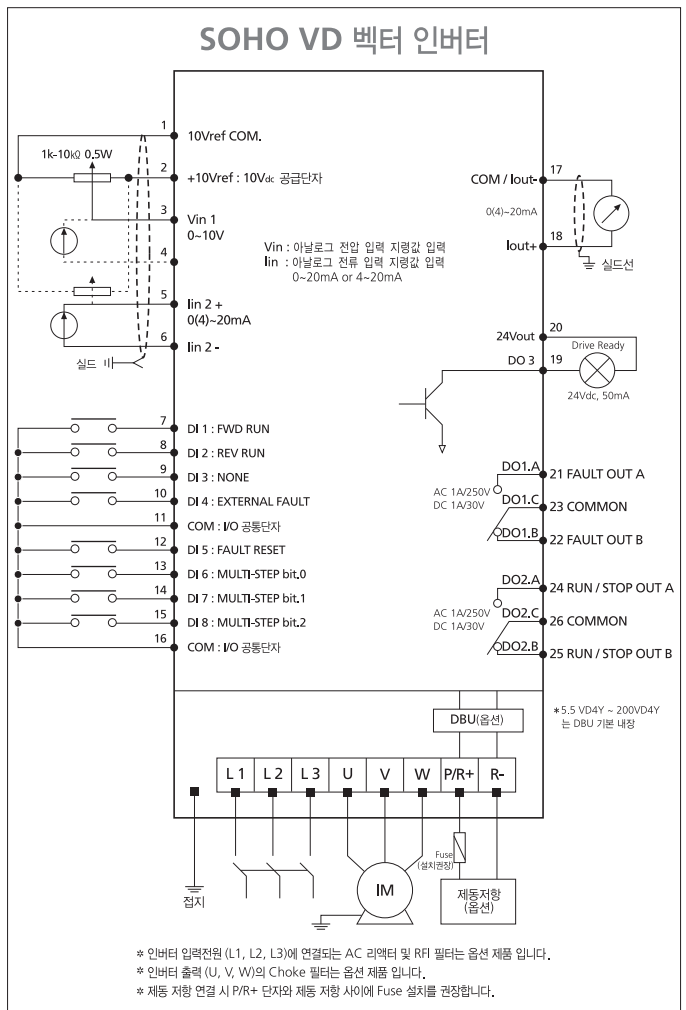 SOHO VD 벡터 인버터
1 10Vref COM.
1k-10kΩ 0.5W
2 +10Vref : 10Vdc 공급단자
3 Vin 1
0~10V
4
Vin : 아날로그 전압 입력 지령값 입력
Iin : 아날로그 전류 입력 지령값 입력
0~20mA or 4~20mA
5 Iin 2 +
0(4)~20mA
6 Iin 2 -
실드
COM / Iout- 17
0(4)~20mA
Iout+ 18
실드선
24Vout 20
Drive Ready
DO 3 19
24Vdc, 50mA
7 DI 1 : FWD RUN
8 DI 2 : REV RUN
9 DI 3 : NONE
10 DI 4 : EXTERNAL FAULT
11 COM : I/O 공통단자
12 DI 5 : FAULT RESET
13 DI 6 : MULTI-STEP bit.0
14 DI 7 : MULTI-STEP bit.1
15 DI 8 : MULTI-STEP bit.2
16 COM : I/O 공통단자
DO1.A 21 FAULT OUT A
AC 1A/250V
DC 1A/30V
DO1.C 23 COMMON
DO1.B 22 FAULT OUT B
DO2.A 24 RUN / STOP OUT A
AC 1A/250V
DC 1A/30V
DO2.C 26 COMMON
DO2.B 25 RUN / STOP OUT B
DBU(옵션)
*5.5 VD4Y ~ 200VD4Y
는 DBU 기본 내장
L 1 L 2 L 3 U V W P/R+ R-
Fuse
(설치권장)
접지
IM
제동저항
(옵션)
* 인버터 입력전원 (L1, L2, L3)에 연결되는 AC 리액터 및 RFI 필터는 옵션 제품 입니다.
* 인버터 출력 (U, V, W)의 Choke 필터는 옵션 제품 입니다.
* 제동 저항 연결 시 P/R+ 단자와 제동 저항 사이에 Fuse 설치를 권장합니다.